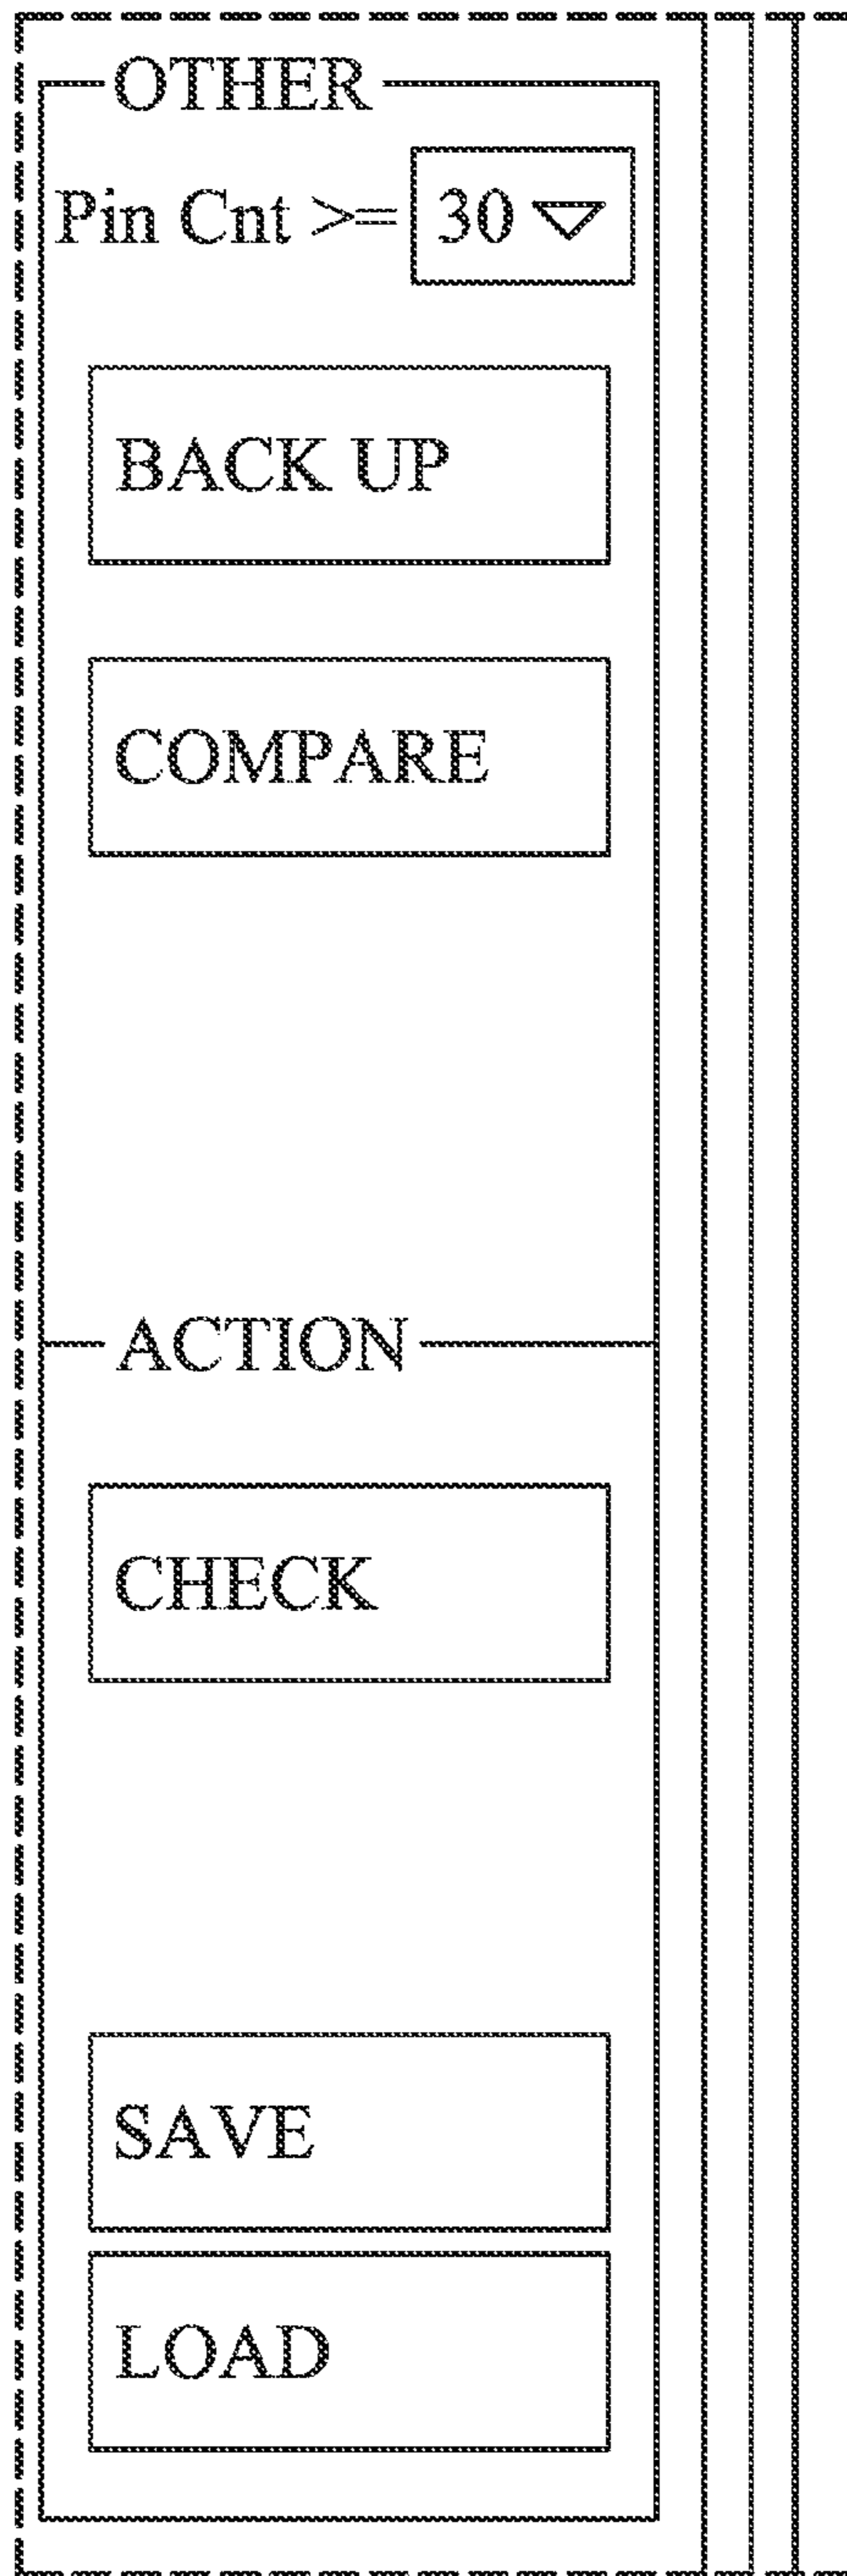 OTHER
Pin Cnt >= 30
BACK UP
COMPARE
ACTION
CHECK
SAVE
LOAD